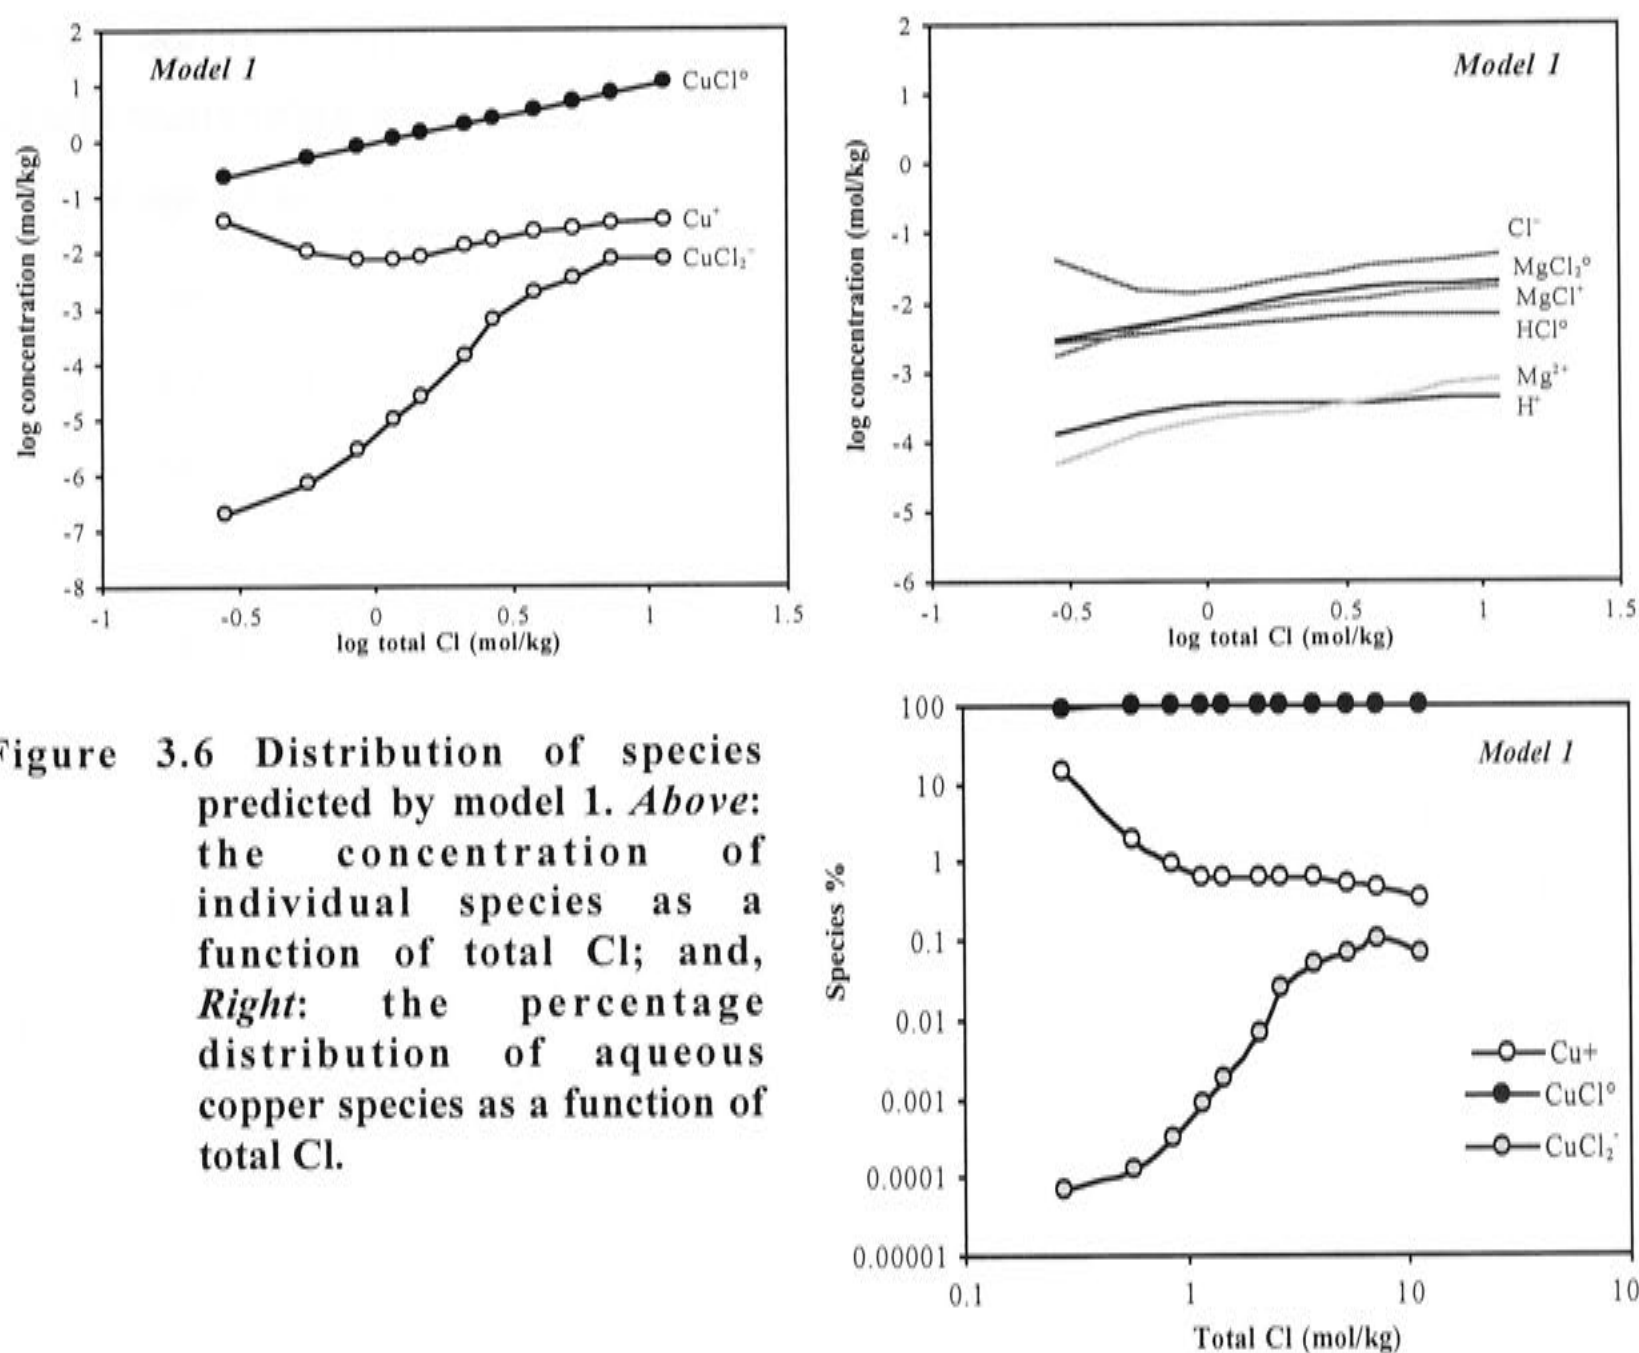 Model 1
2
1
0
-1
-2
-3
-4
-5
-6
-7
-8
log concentration (mol/kg)
CuCl°
Cu⁺
CuCl₂⁻
-1
-0.5
0
0.5
1
1.5
log total Cl (mol/kg)
Model 1
2
1
0
-1
-2
-3
-4
-5
-6
log concentration (mol/kg)
Cl⁻
MgCl₂°
MgCl⁺
HCl°
Mg²⁺
H⁺
-1
-0.5
0
0.5
1
1.5
log total Cl (mol/kg)
igure 3.6 Distribution of species
predicted by model 1. Above:
the concentration of
individual species as a
function of total Cl; and,
Right: the percentage
distribution of aqueous
copper species as a function of
total Cl.
Model 1
100
10
1
0.1
0.01
0.001
0.0001
0.00001
Species %
Cu+
CuCl°
CuCl₂⁻
0.1
1
10
10
Total Cl (mol/kg)